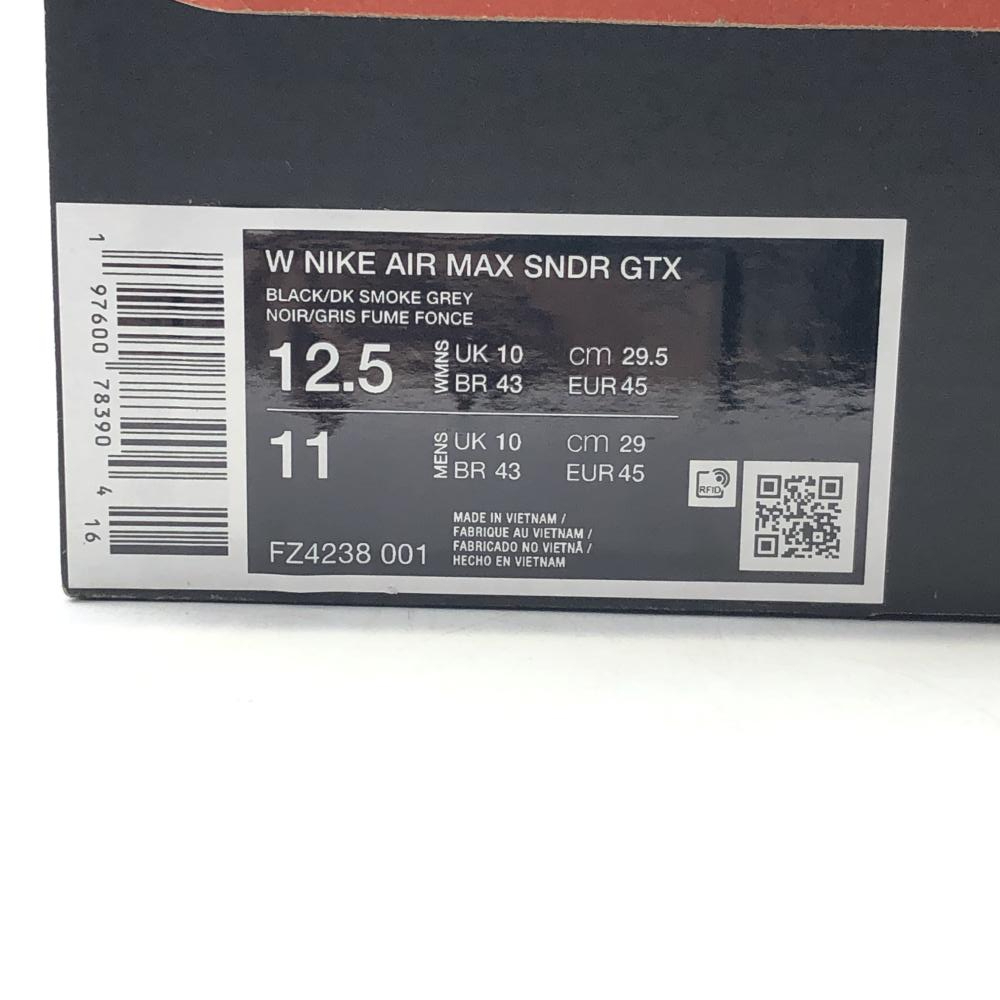 W NIKE AIR MAX SNDR GTX
BLACK/DK SMOKE GREY
NOIR/GRIS FUME FONCE
12.5 WMNS UK 10 cm 29.5
BR 43 EUR 45
11 MENS UK 10 cm 29
BR 43 EUR 45
RFID
FZ4238 001
MADE IN VIETNAM /
FABRIQUE AU VIETNAM /
FABRICADO NO VIETNÃ /
HECHO EN VIETNAM
1 97600 78390 4 16